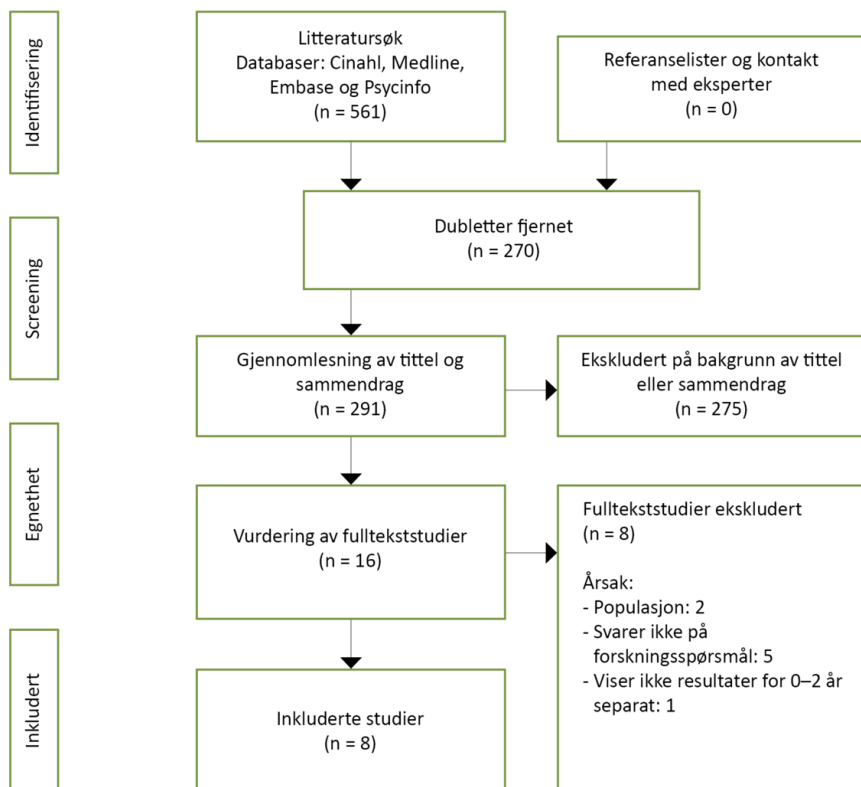 Identifisering
Litteratursøk
Databaser: Cinahl, Medline,
Embase og Psycinfo
(n = 561)
Referanselister og kontakt
med eksperter
(n = 0)
Screening
Dubletter fjernet
(n = 270)
Gjennomlesning av tittel og
sammendrag
(n = 291)
Ekskludert på bakgrunn av tittel
eller sammendrag
(n = 275)
Egnethet
Vurdering av fulltekststudier
(n = 16)
Fulltekststudier ekskludert
(n = 8)
Årsak:
- Populasjon: 2
- Svarer ikke på
forskningsspørsmål: 5
- Viser ikke resultater for 0–2 år
separat: 1
Inkludert
Inkluderte studier
(n = 8)